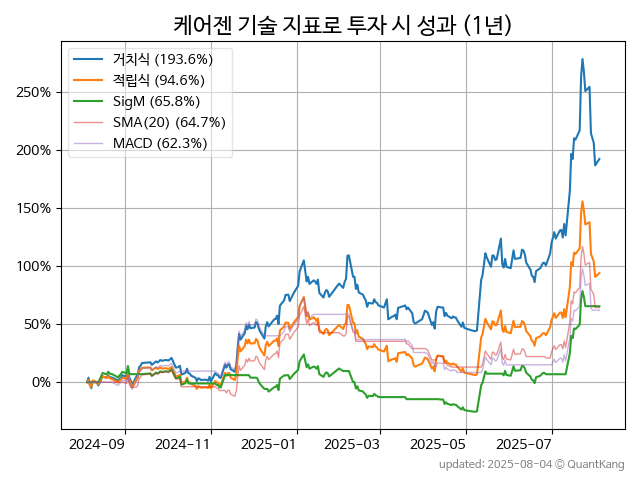 케어젠 기술 지표로 투자 시 성과 (1년)
거치식 (193.6%)
적립식 (94.6%)
SigM (65.8%)
SMA(20) (64.7%)
MACD (62.3%)
250%
200%
150%
100%
50%
0%
2024-09
2024-11
2025-01
2025-03
2025-05
2025-07
updated: 2025-08-04 © QuantKang